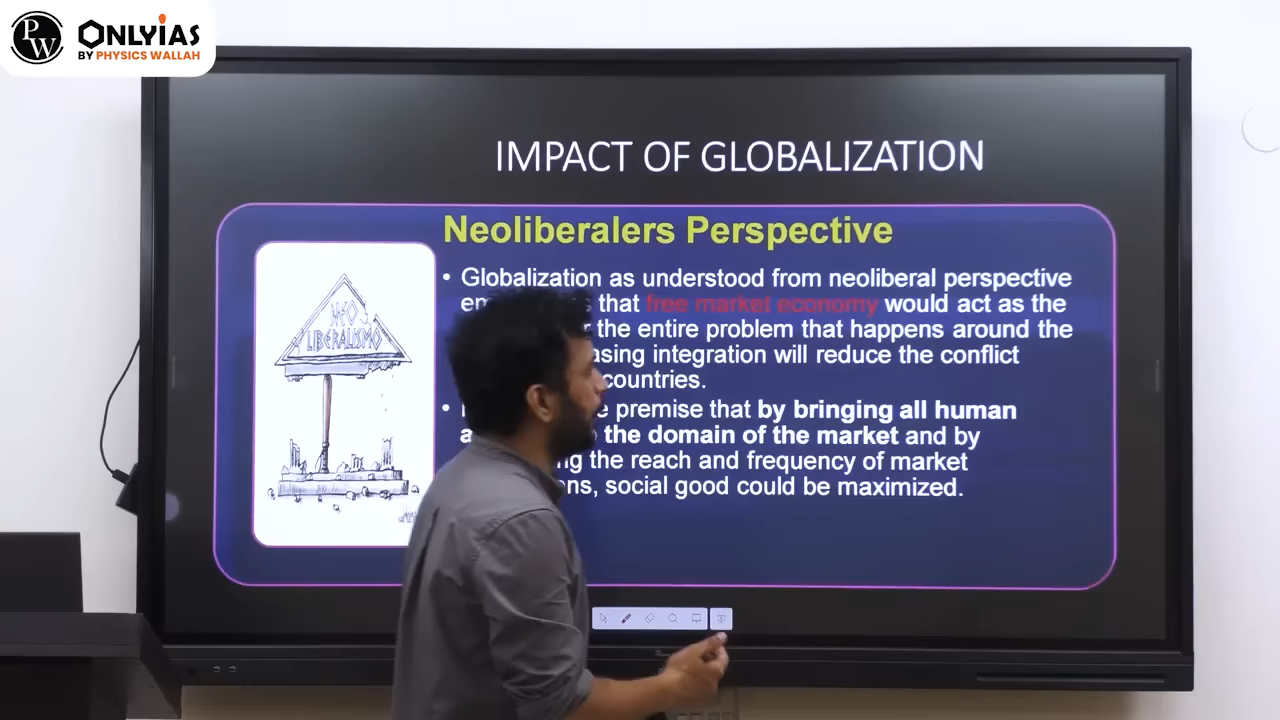 PW
ONLYIAS
BY PHYSICS WALLAH
IMPACT OF GLOBALIZATION
Neoliberalers Perspective
NEO
LIBERALISMO
• Globalization as understood from neoliberal perspective
that free market economy would act as the
the entire problem that happens around the
integration will reduce the conflict
countries.
• premise that by bringing all human
the domain of the market and by
the reach and frequency of market
social good could be maximized.